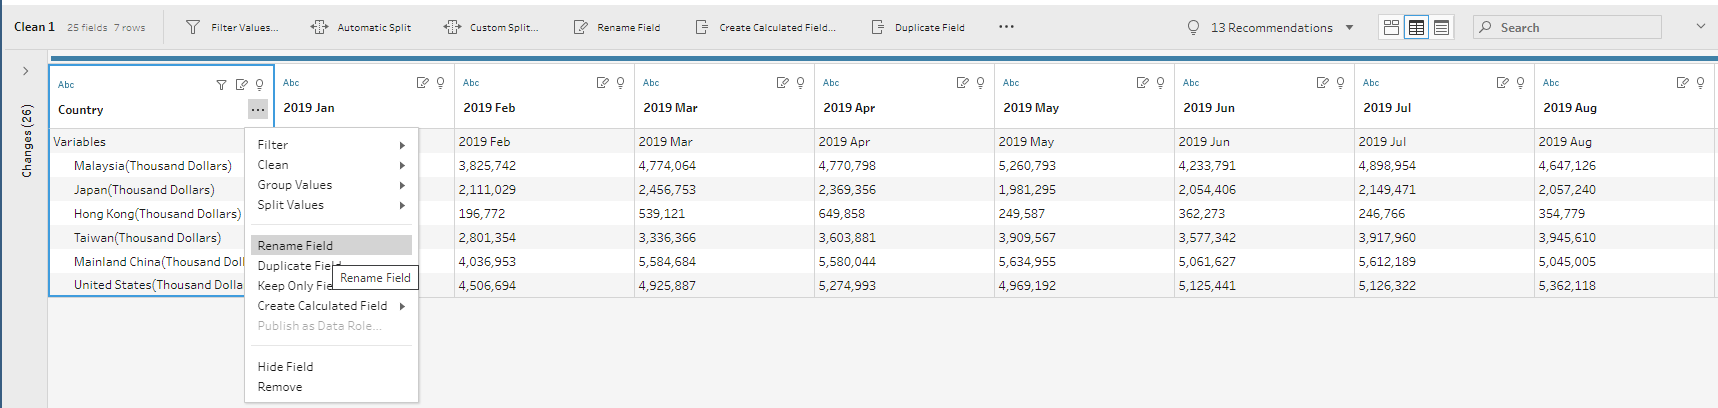 Clean 1 25 fields 7 rows Filter Values... Automatic Split Custom Split... Rename Field Create Calculated Field... Duplicate Field ... 13 Recommendations Search
Changes (26)
Abc Abc Abc Abc Abc Abc Abc Abc Abc
Country ... 2019 Jan 2019 Feb 2019 Mar 2019 Apr 2019 May 2019 Jun 2019 Jul 2019 Aug
Variables 2019 Feb 2019 Mar 2019 Apr 2019 May 2019 Jun 2019 Jul 2019 Aug
Malaysia(Thousand Dollars) 3,825,742 4,774,064 4,770,798 5,260,793 4,233,791 4,898,954 4,647,126
Japan(Thousand Dollars) 2,111,029 2,456,753 2,369,356 1,981,295 2,054,406 2,149,471 2,057,240
Hong Kong(Thousand Dollars) 196,772 539,121 649,858 249,587 362,273 246,766 354,779
Taiwan(Thousand Dollars) 2,801,354 3,336,366 3,603,881 3,909,567 3,577,342 3,917,960 3,945,610
Mainland China(Thousand Doll 4,036,953 5,584,684 5,580,044 5,634,955 5,061,627 5,612,189 5,045,005
United States(Thousand Dolla 4,506,694 4,925,887 5,274,993 4,969,192 5,125,441 5,126,322 5,362,118
Filter
Clean
Group Values
Split Values
Rename Field
Duplicate Field
Rename Field
Keep Only Fie
Create Calculated Field
Publish as Data Role...
Hide Field
Remove